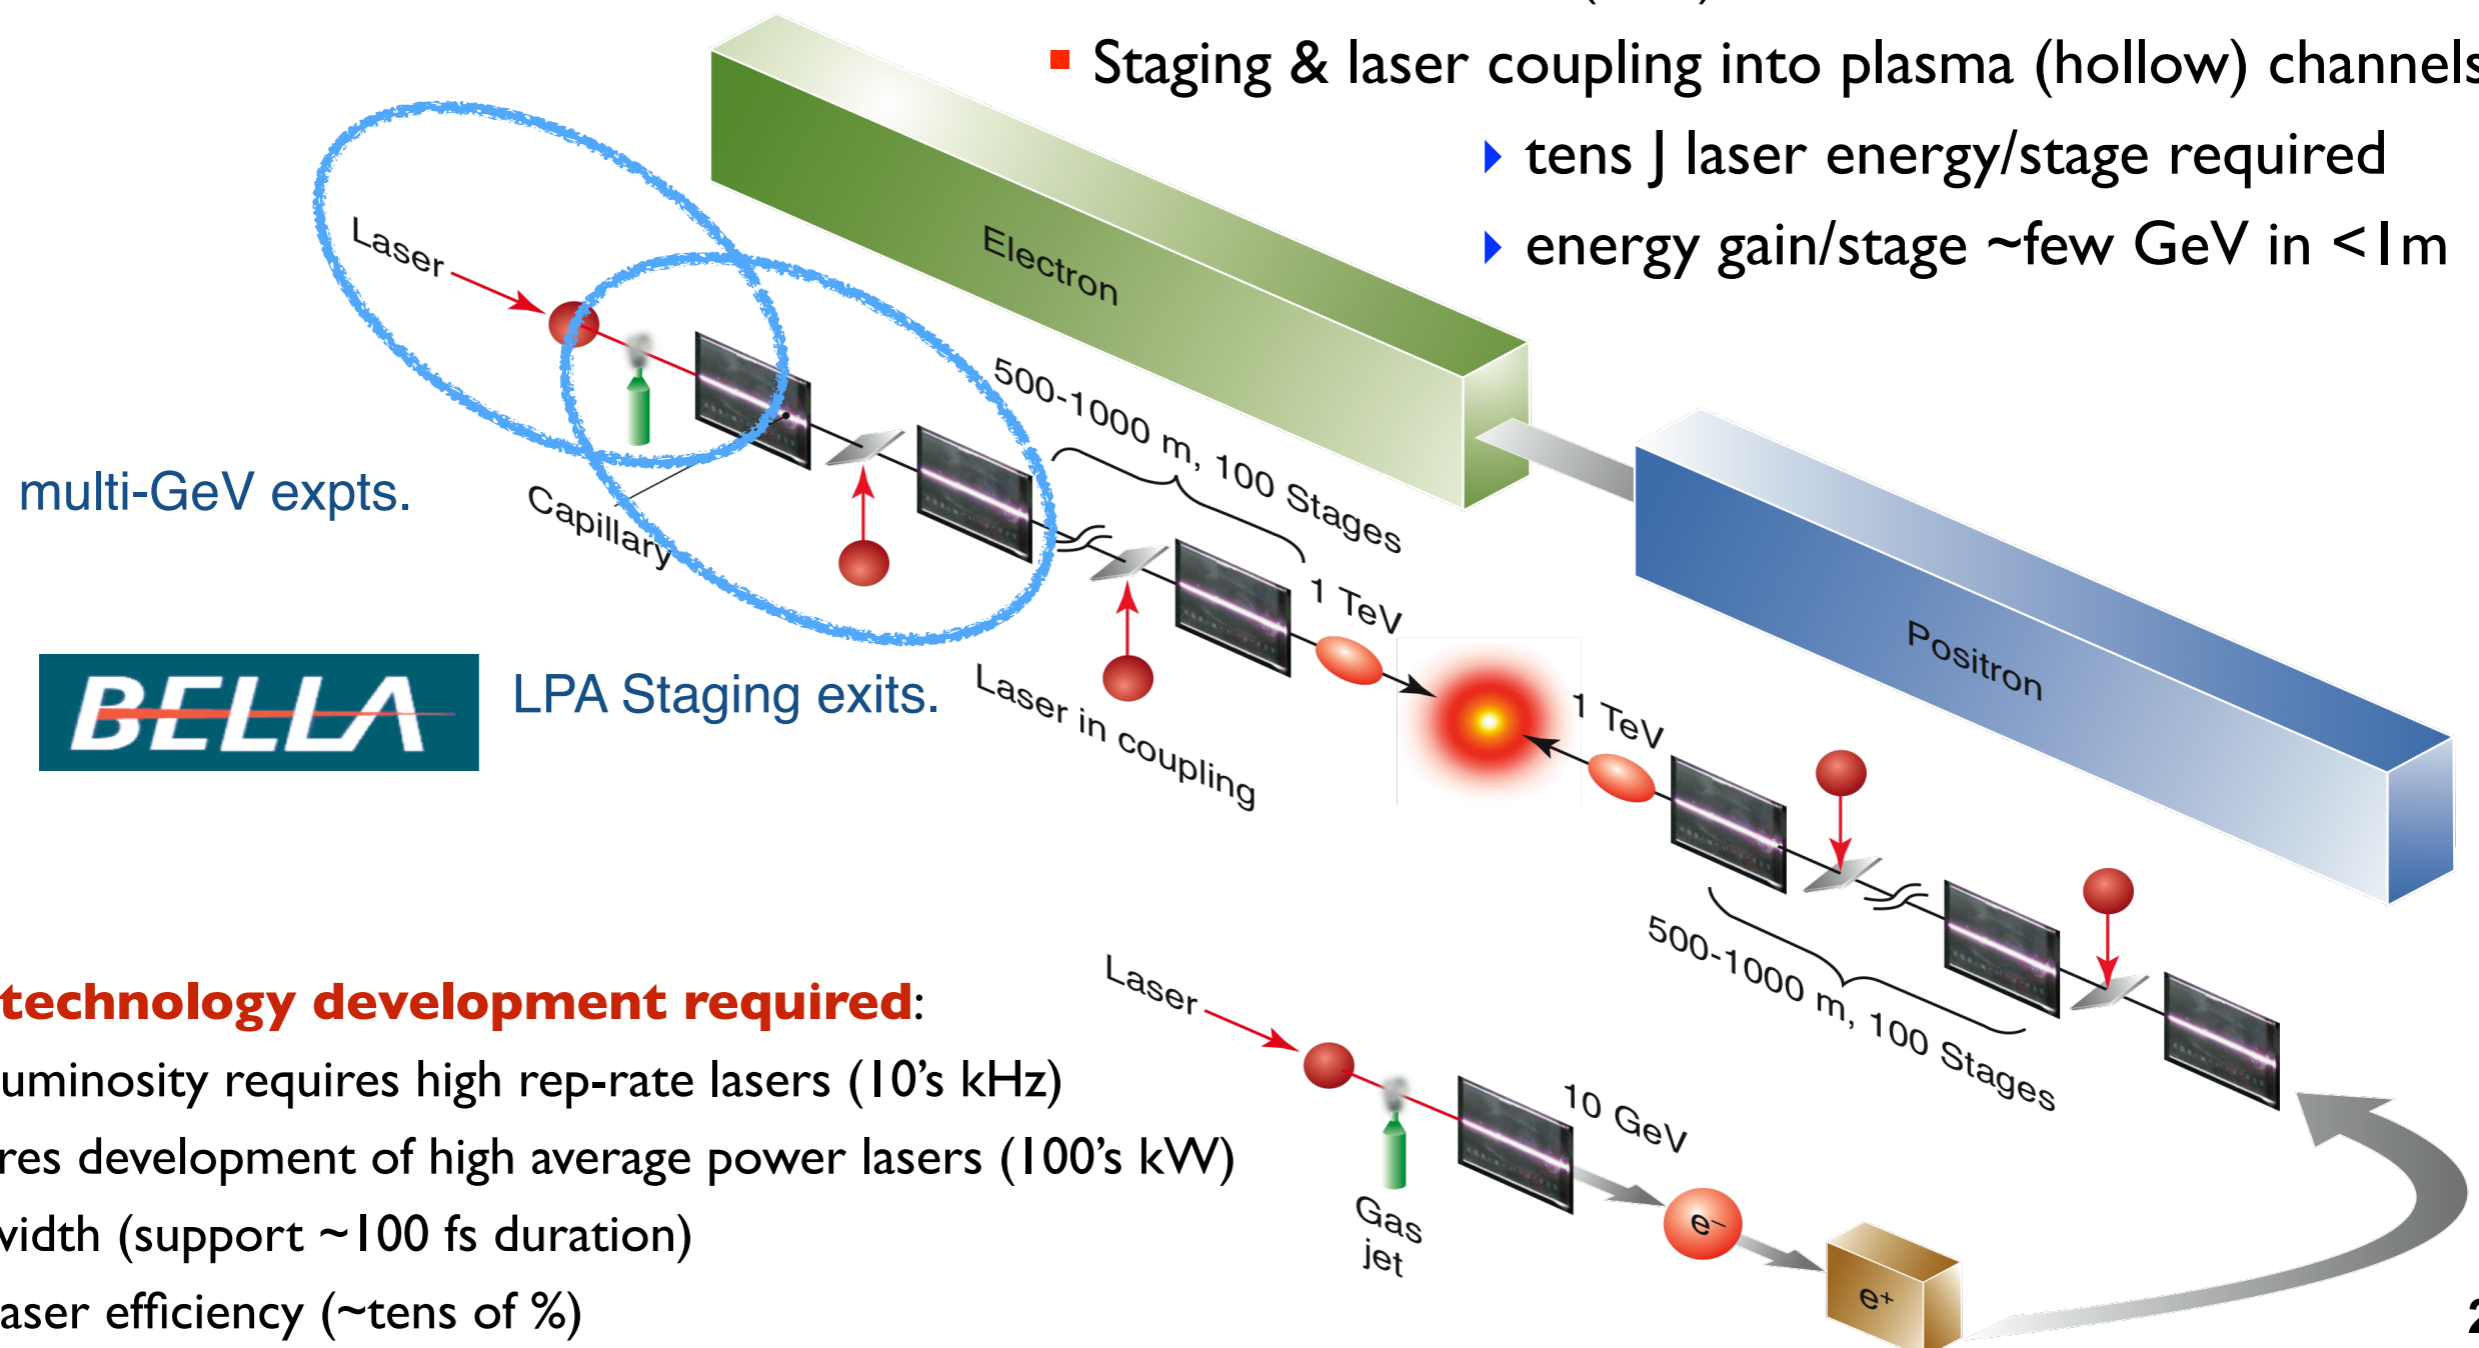 Staging & laser coupling into plasma (hollow) channels
tens J laser energy/stage required
energy gain/stage ~few GeV in <1m
Laser
Electron
500-1000 m, 100 Stages
multi-GeV expts.
Capillary
1 TeV
Positron
BELLA
LPA Staging exits.
Laser in coupling
1 TeV
500-1000 m, 100 Stages
Laser
technology development required:
uminosity requires high rep-rate lasers (10's kHz)
10 GeV
res development of high average power lasers (100's kW)
Gas
jet
width (support ~100 fs duration)
e–
aser efficiency (~tens of %)
e+
2